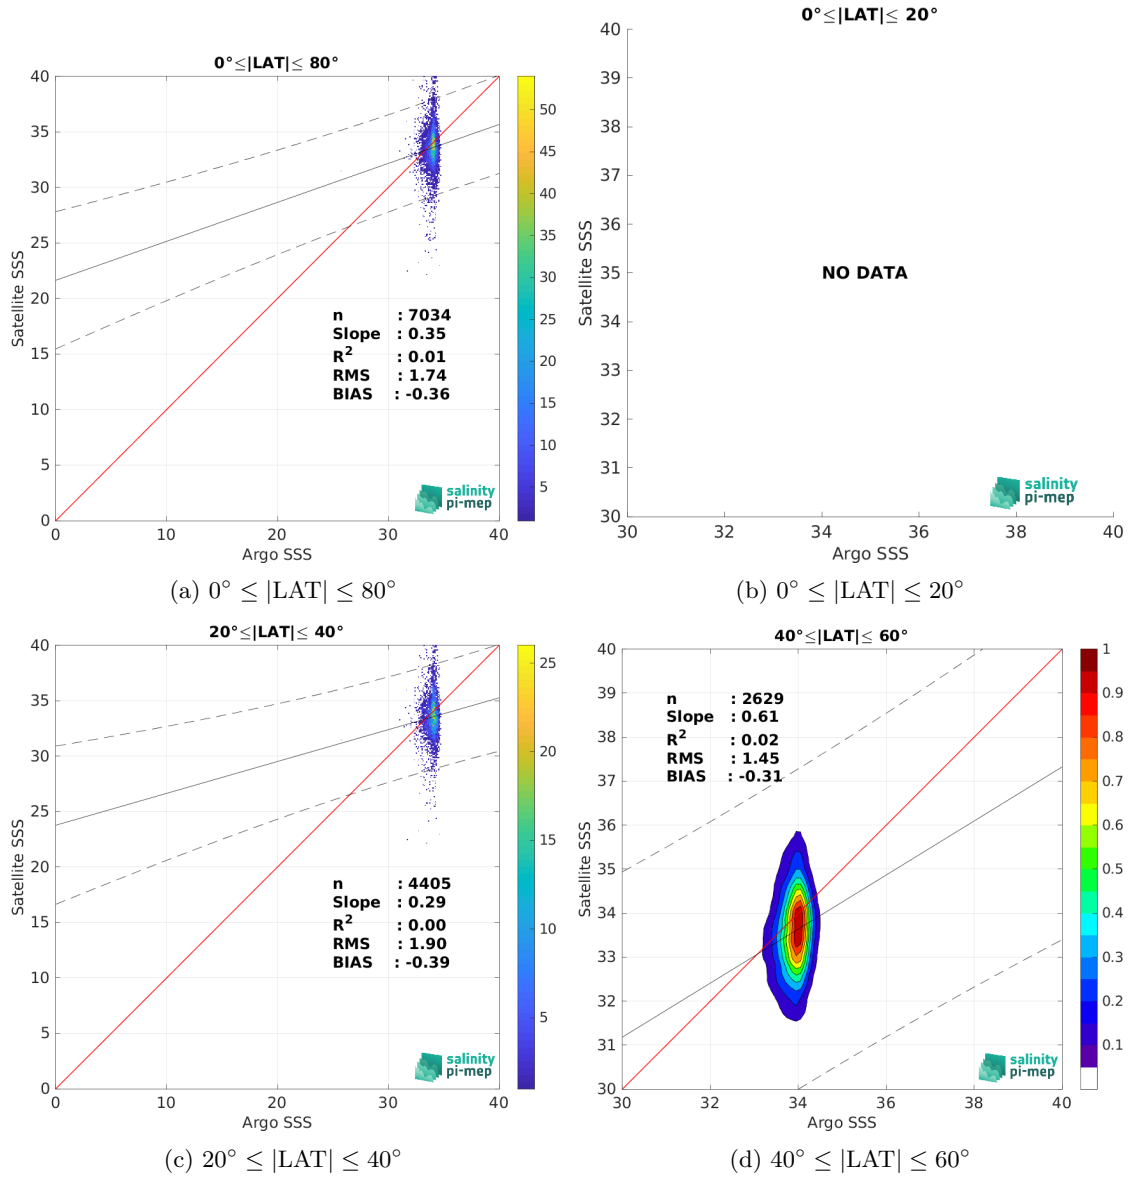 0°≤|LAT|≤ 80°
40
35
30
25
20
15
10
5
0
0
10
20
30
40
Satellite SSS
Argo SSS
n : 7034
Slope : 0.35
R² : 0.01
RMS : 1.74
BIAS : -0.36
50
45
40
35
30
25
20
15
10
5
salinity
pi-mep
(a) 0° ≤ |LAT| ≤ 80°
0°≤|LAT|≤ 20°
40
39
38
37
36
35
34
33
32
31
30
30
32
34
36
38
40
Satellite SSS
Argo SSS
NO DATA
salinity
pi-mep
(b) 0° ≤ |LAT| ≤ 20°
20°≤|LAT|≤ 40°
40
35
30
25
20
15
10
5
0
0
10
20
30
40
Satellite SSS
Argo SSS
n : 4405
Slope : 0.29
R² : 0.00
RMS : 1.90
BIAS : -0.39
25
20
15
10
5
salinity
pi-mep
(c) 20° ≤ |LAT| ≤ 40°
40°≤|LAT|≤ 60°
40
39
38
37
36
35
34
33
32
31
30
30
32
34
36
38
40
Satellite SSS
Argo SSS
n : 2629
Slope : 0.61
R² : 0.02
RMS : 1.45
BIAS : -0.31
1
0.9
0.8
0.7
0.6
0.5
0.4
0.3
0.2
0.1
salinity
pi-mep
(d) 40° ≤ |LAT| ≤ 60°